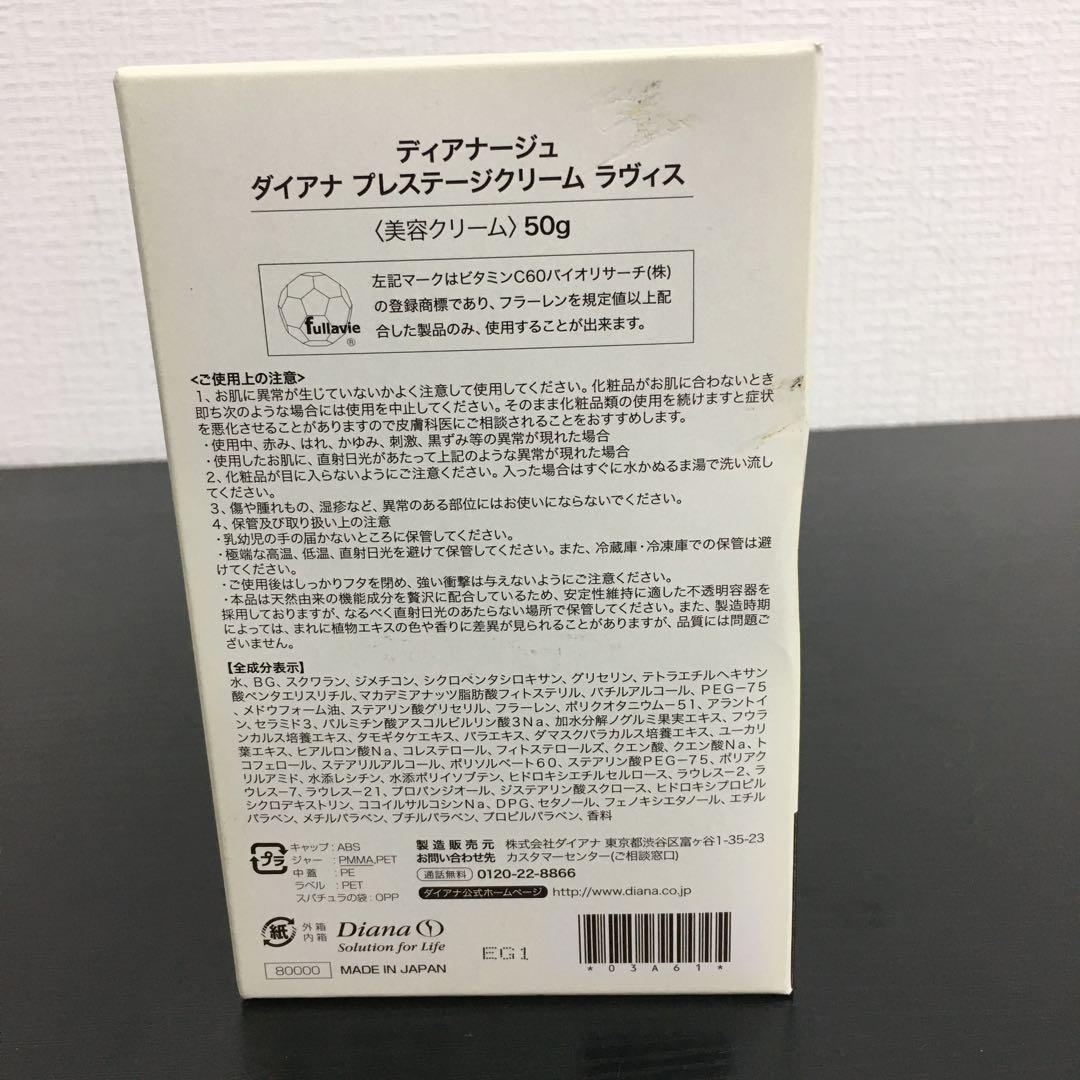 ディアナージュ
ダイアナ プレステージクリーム ラヴィス
〈美容クリーム〉50g
fullavie®
左記マークはビタミンC60バイオリサーチ(株)
の登録商標であり、フラーレンを規定値以上配
合した製品のみ、使用することが出来ます。
<ご使用上の注意>
1、お肌に異常が生じていないかよく注意して使用してください。化粧品がお肌に合わないとき
即ち次のような場合には使用を中止してください。そのまま化粧品類の使用を続けますと症状
を悪化させることがありますので皮膚科医にご相談されることをおすすめします。
・使用中、赤み、はれ、かゆみ、刺激、黒ずみ等の異常が現れた場合
・使用したお肌に、直射日光があたって上記のような異常が現れた場合
2、化粧品が目に入らないようにご注意ください。入った場合はすぐに水かぬるま湯で洗い流し
てください。
3、傷や腫れもの、湿疹など、異常のある部位にはお使いにならないでください。
4、保管及び取り扱い上の注意
・乳幼児の手の届かないところに保管してください。
・極端な高温、低温、直射日光を避けて保管してください。また、冷蔵庫・冷凍庫での保管は避
けてください。
・ご使用後はしっかりフタを閉め、強い衝撃は与えないようにご注意ください。
・本品は天然由来の機能成分を贅沢に配合しているため、安定性維持に適した不透明容器を
採用しておりますが、なるべく直射日光のあたらない場所で保管してください。また、製造時期
によっては、まれに植物エキスの色や香りに差異が見られることがありますが、品質には問題ご
ざいません。
【全成分表示】
水、BG、スクワラン、ジメチコン、シクロペンタシロキサン、グリセリン、テトラエチルヘキサン
酸ペンタエリスリチル、マカデミアナッツ脂肪酸フィトステリル、バチルアルコール、PEG-75
、メドウフォーム油、ステアリン酸グリセリル、フラーレン、ポリクオタニウム-51、アラントイ
ン、セラミド3、パルミチン酸アスコルビルリン酸3Na、加水分解ノグルミ果実エキス、フウラ
ンカルス培養エキス、タモギタケエキス、バラエキス、ダマスクバラカルス培養エキス、ユーカリ
葉エキス、ヒアルロン酸Na、コレステロール、フィトステロールズ、クエン酸、クエン酸Na、ト
コフェロール、ステアリルアルコール、ポリソルベート60、ステアリン酸PEG-75、ポリアク
リルアミド、水添レシチン、水添ポリイソブテン、ヒドロキシエチルセルロース、ラウレス-2、ラ
ウレス-7、ラウレス-21、プロパンジオール、ジステアリン酸スクロース、ヒドロキシプロピル
シクロデキストリン、ココイルサルコシンNa、DPG、セタノール、フェノキシエタノール、エチル
パラベン、メチルパラベン、ブチルパラベン、プロピルパラベン、香料
プラ
キャップ:ABS
ジャー :PMMA,PET
中蓋 :PE
ラベル :PET
スパチュラの袋:OPP
製造販売元 株式会社ダイアナ 東京都渋谷区富ヶ谷1-35-23
お問い合わせ先 カスタマーセンター(ご相談窓口)
通話無料 0120-22-8866
ダイアナ公式ホームページ http://www.diana.co.jp
紙
外箱
内箱
Diana
Solution for Life
EG1
80000 MADE IN JAPAN
*03A61*